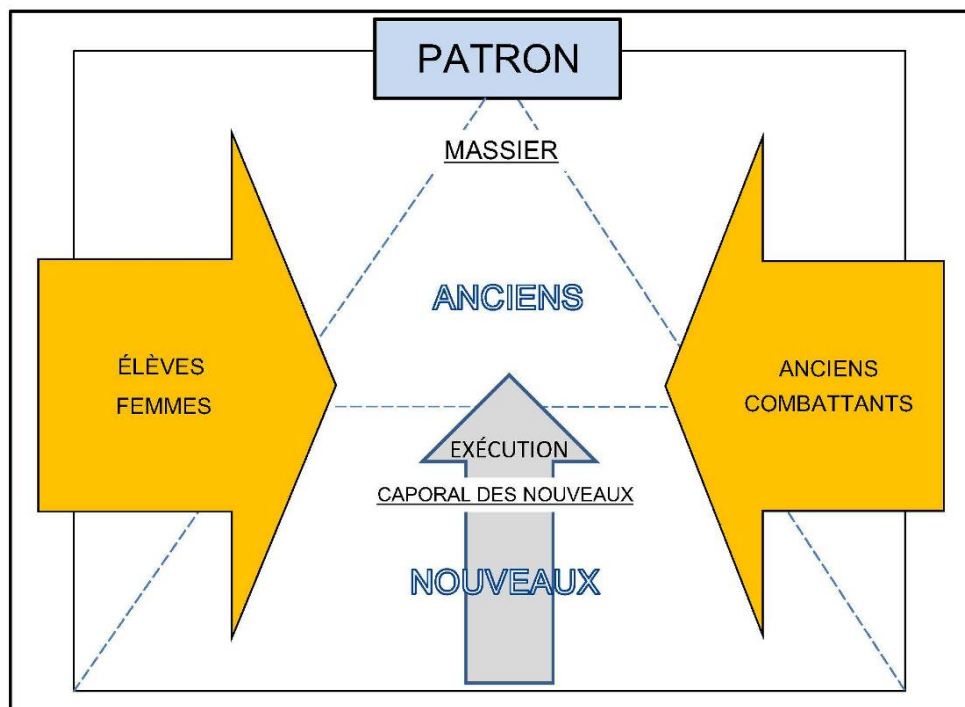 PATRON
MASSIER
ANCIENS
ÉLÈVES
FEMMES
ANCIENS
COMBATTANTS
EXÉCUTION
CAPORAL DES NOUVEAUX
NOUVEAUX